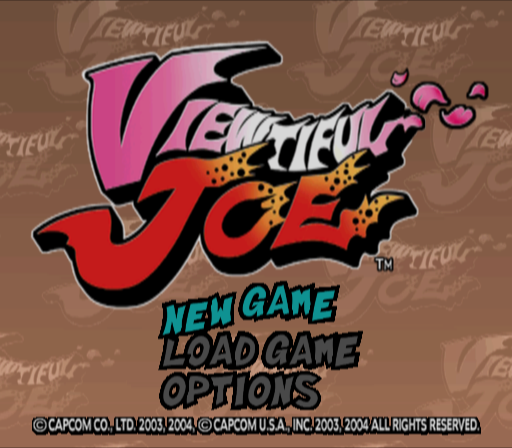 VIEWTIFUL
JOE
TM
NEW GAME
LOAD GAME
OPTIONS
©CAPCOM CO., LTD. 2003, 2004, ©CAPCOM U.S.A., INC. 2003, 2004 ALL RIGHTS RESERVED.